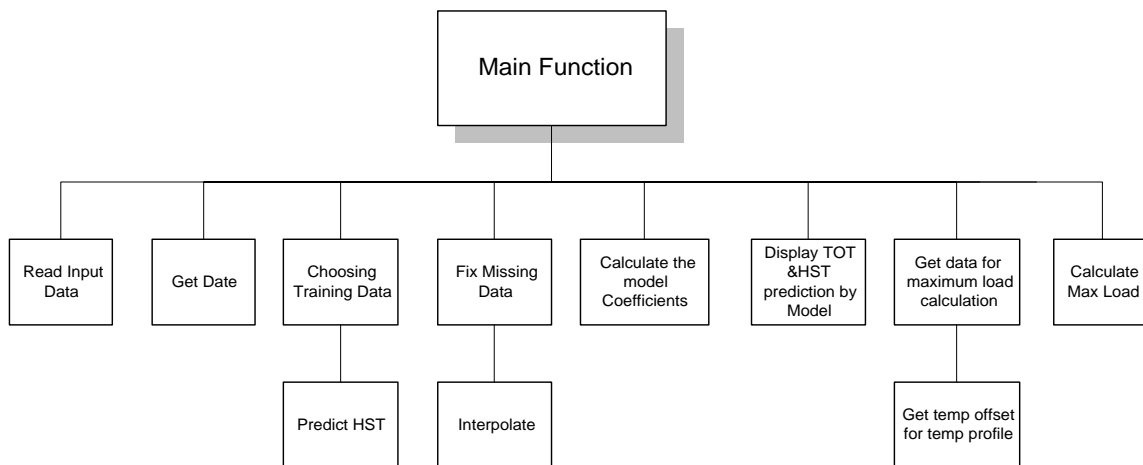 Main Function
Read Input
Data
Get Date
Choosing
Training Data
Fix Missing
Data
Calculate the
model
Coefficients
Display TOT
&HST
prediction by
Model
Get data for
maximum load
calculation
Calculate
Max Load
Predict HST
Interpolate
Get temp offset
for temp profile